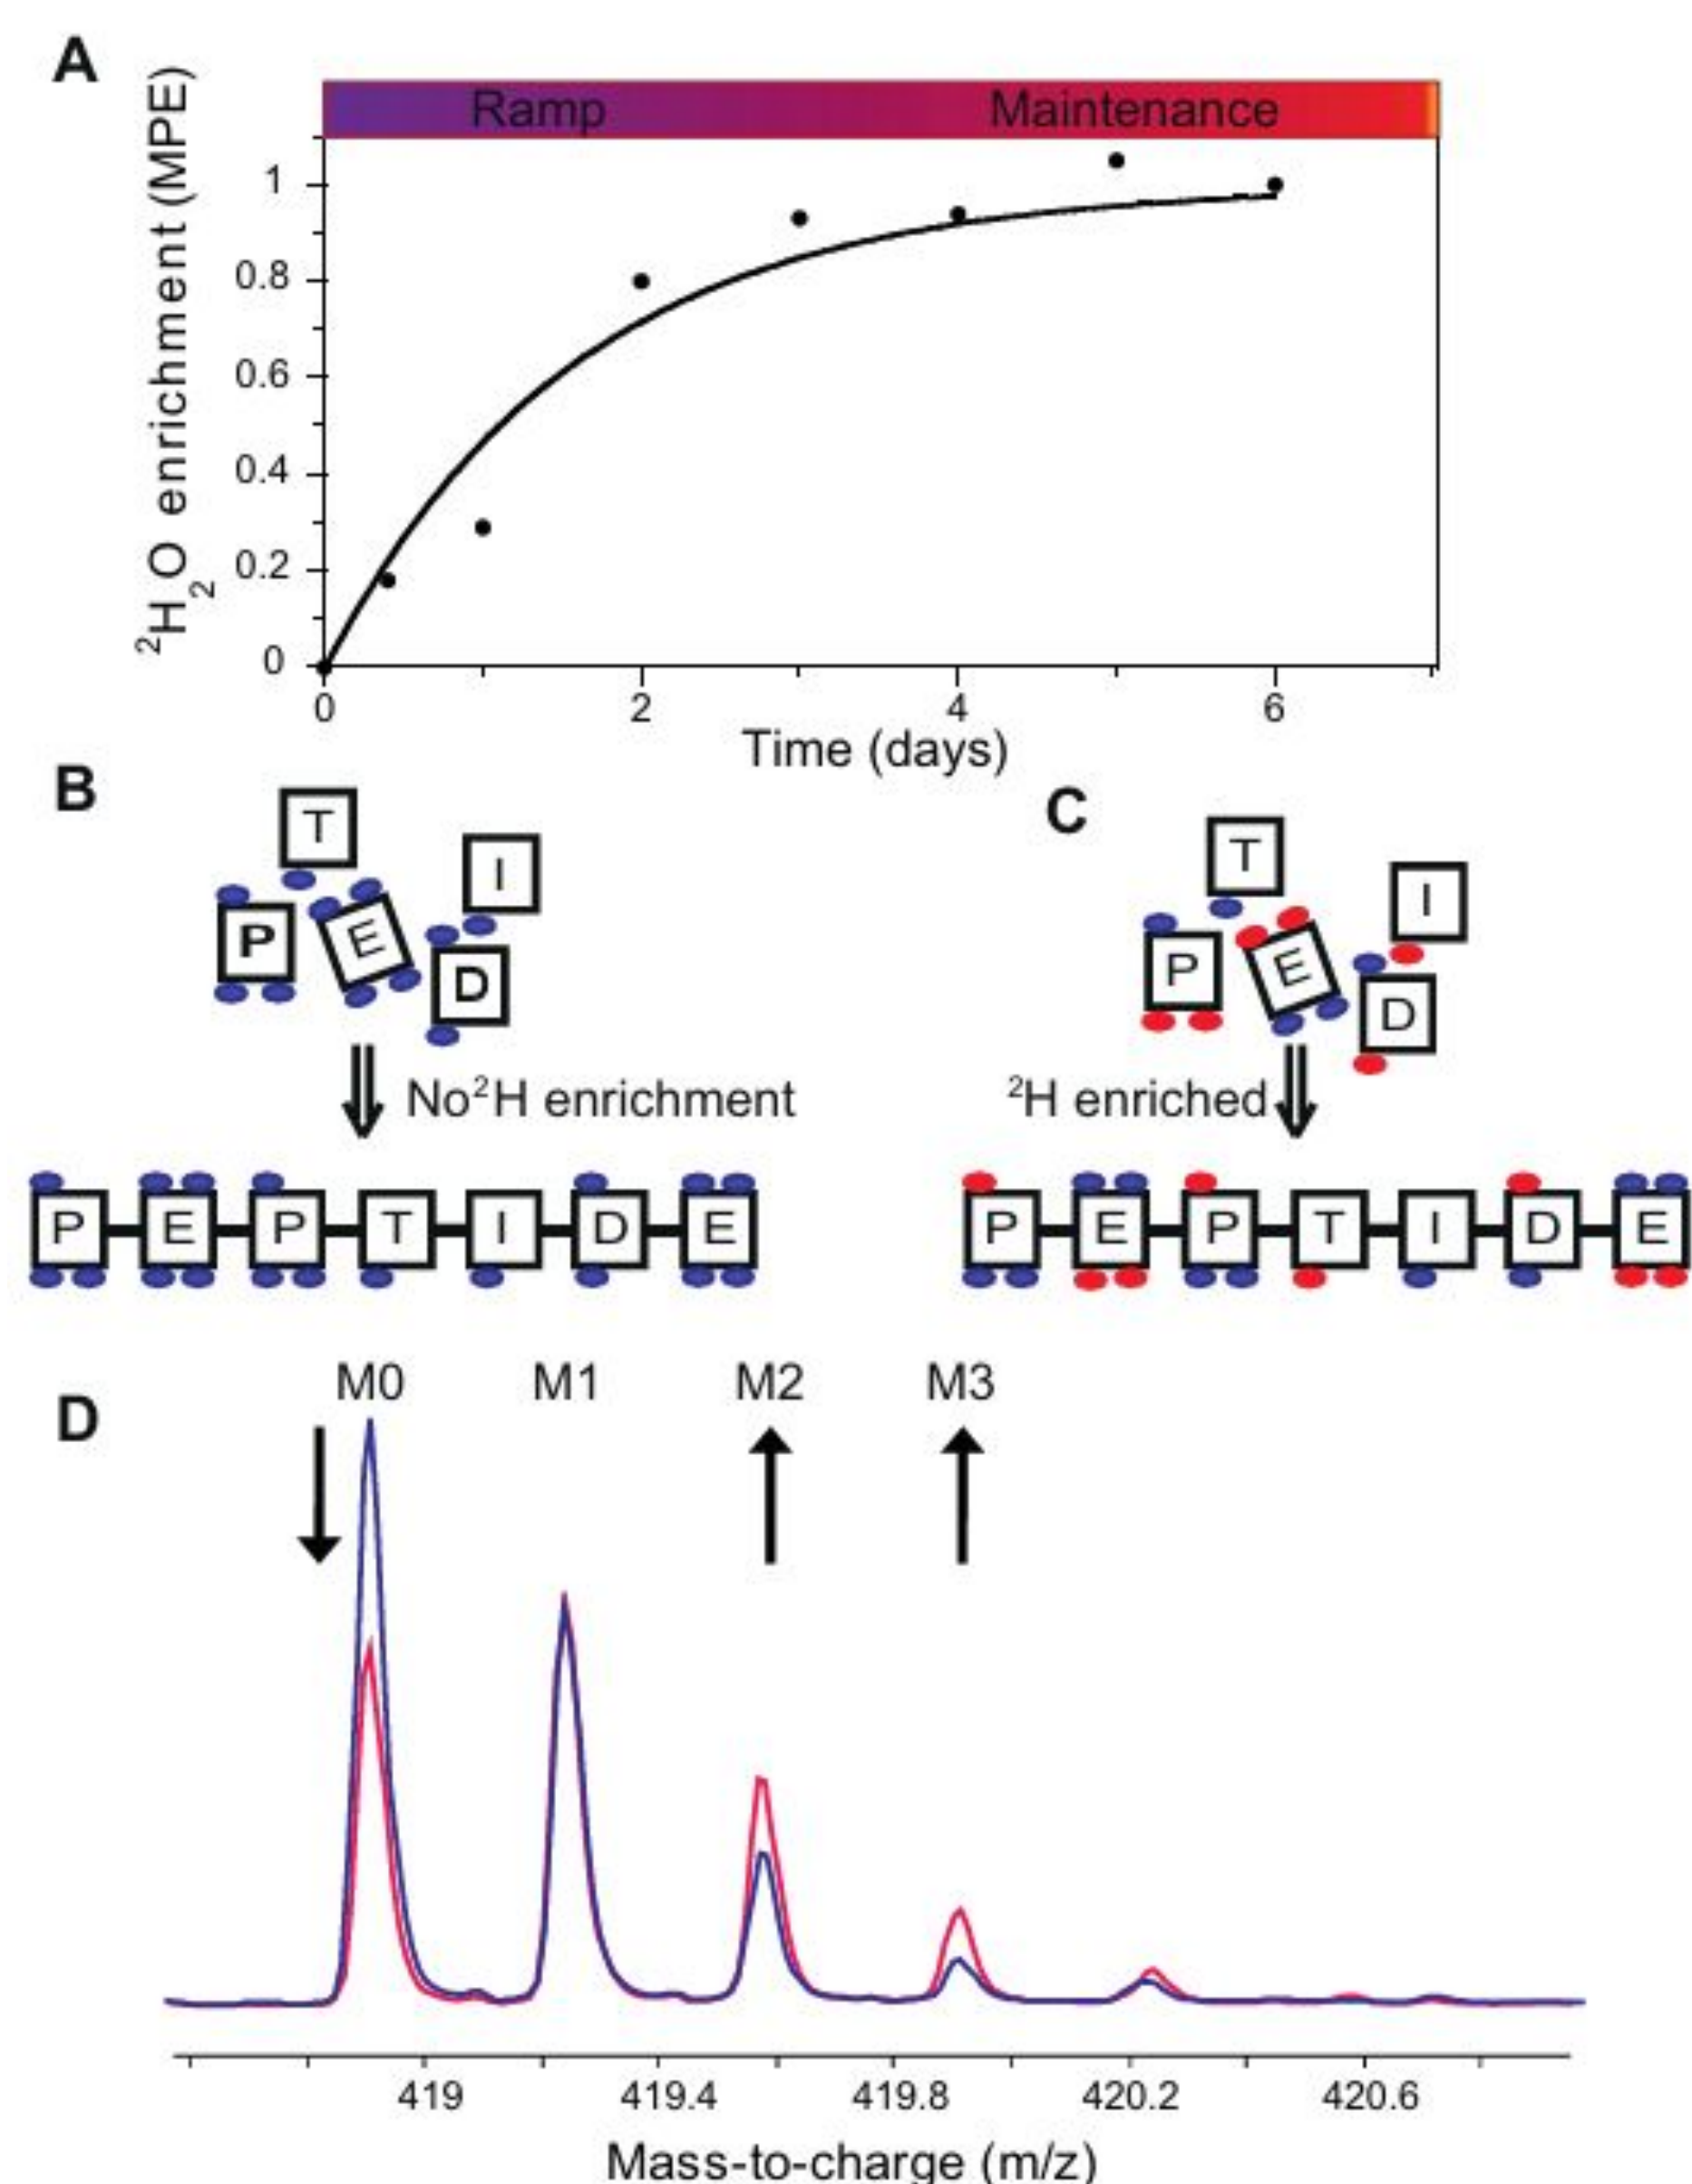 A
Ramp Maintenance
²H₂O enrichment (MPE)
1
0.8
0.6
0.4
0.2
0
0 2 4 6
Time (days)
B
T
I
P
E
D
No²H enrichment
P E P T I D E
C
T
I
P
E
D
²H enriched
P E P T I D E
D
M0 M1 M2 M3
419 419.4 419.8 420.2 420.6
Mass-to-charge (m/z)